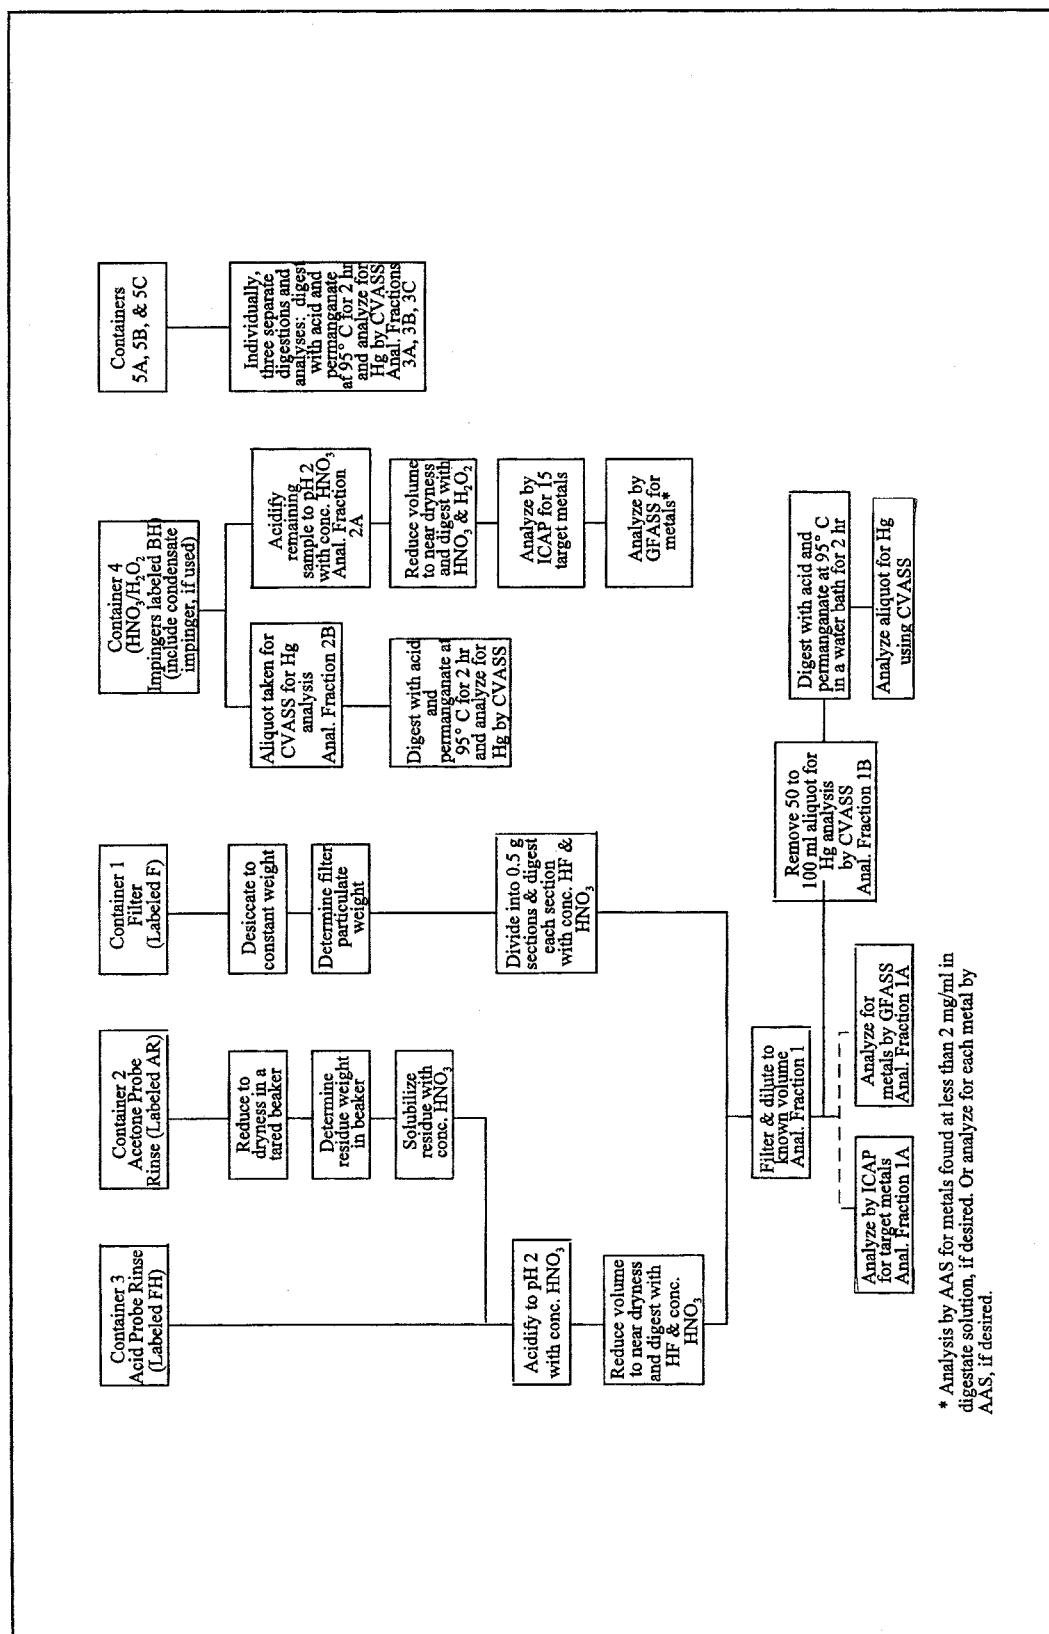 Container 3
Acid Probe Rinse
(Labeled FH)
Acidify to pH 2
with conc. HNO₃
Reduce volume
to near dryness
and digest with
HF & conc.
HNO₃
Container 2
Acetone Probe
Rinse (Labeled AR)
Reduce to
dryness in a
tared beaker
Determine
residue weight
in beaker
Solubilize
residue with
conc. HNO₃
Container 1
Filter
(Labeled F)
Desiccate to
constant weight
Determine filter
particulate
weight
Divide into 0.5 g
sections & digest
each section
with conc. HF &
HNO₃
Filter & dilute to
known volume
Anal. Fraction 1
Analyze by ICAP
for target metals
Anal. Fraction 1A
Analyze for
metals by GFASS
Anal. Fraction 1A
Remove 50 to
100 ml aliquot for
Hg analysis
by CVASS
Anal. Fraction 1B
Digest with acid and
permanganate at 95° C
in a water bath for 2 hr
Analyze aliquot for Hg
using CVASS
Container 4
(HNO₃/H₂O₂)
Impingers labeled BH)
(include condensate
impinger, if used)
Aliquot taken for
CVASS for Hg
analysis
Anal. Fraction 2B
Digest with acid
and
permanganate at
95° C for 2 hr
and analyze for
Hg by CVASS
Acidify
remaining
sample to pH 2
with conc. HNO₃
Anal. Fraction
2A
Reduce volume
to near dryness
and digest with
HNO₃ & H₂O₂
Analyze by
ICAP for 15
target metals
Analyze by
GFASS for
metals*
Containers
5A, 5B, & 5C
Individually,
three separate
digestions and
analyses: digest
with acid and
permanganate
at 95° C for 2 hr
and analyze for
Hg by CVASS
Anal. Fractions
3A, 3B, 3C
* Analysis by AAS for metals found at less than 2 mg/ml in
digestate solution, if desired. Or analyze for each metal by
AAS, if desired.